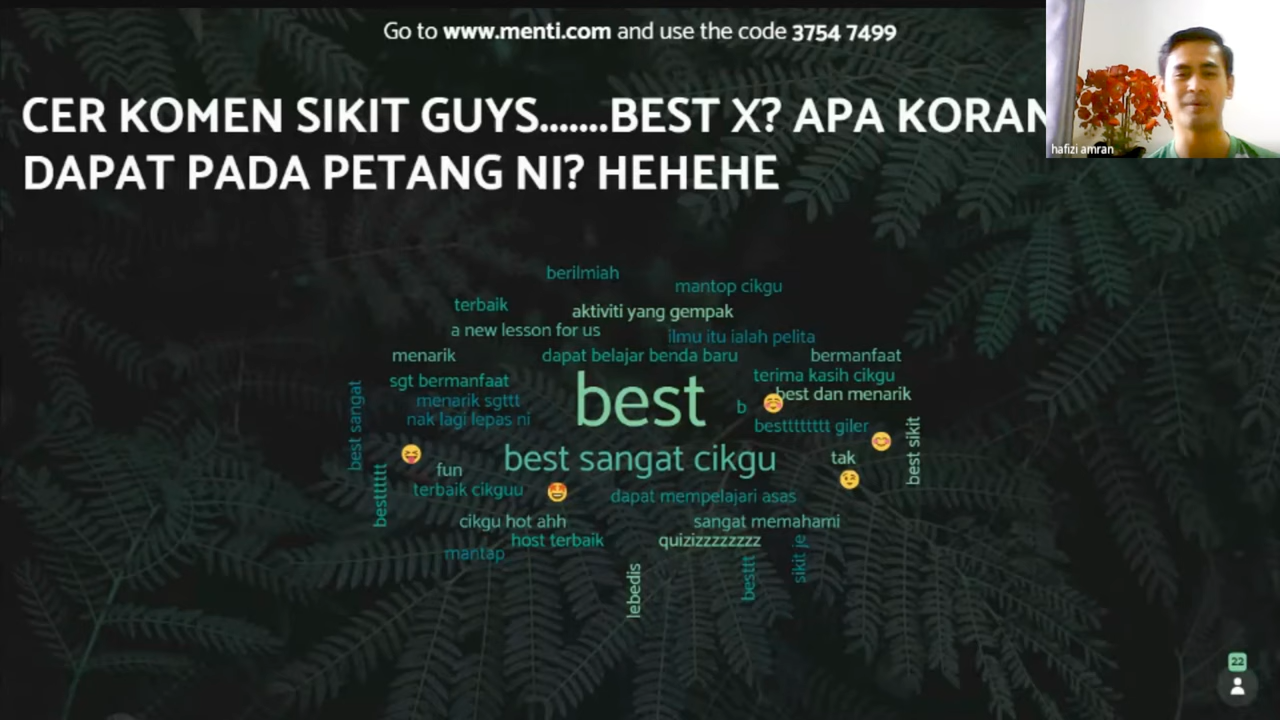 Go to www.menti.com and use the code 3754 7499
CER KOMEN SIKIT GUYS.......BEST X? APA KORAN
DAPAT PADA PETANG NI? HEHEHE
hafizi amran
berilmiah
mantop cikgu
terbaik
aktiviti yang gempak
a new lesson for us
ilmu itu ialah pelita
menarik
dapat belajar benda baru
bermanfaat
sgt bermanfaat
terima kasih cikgu
best
best dan menarik
menarik sgttt
b
nak lagi lepas ni
besttttttt giler
best sangat
best sikit
best sangat cikgu
tak
fun
besttttt
terbaik cikguu
dapat mempelajari asas
cikgu hot ahh
sangat memahami
host terbaik
quizizzzzzzzz
mantap
sikit je
besttt
lebedis
22